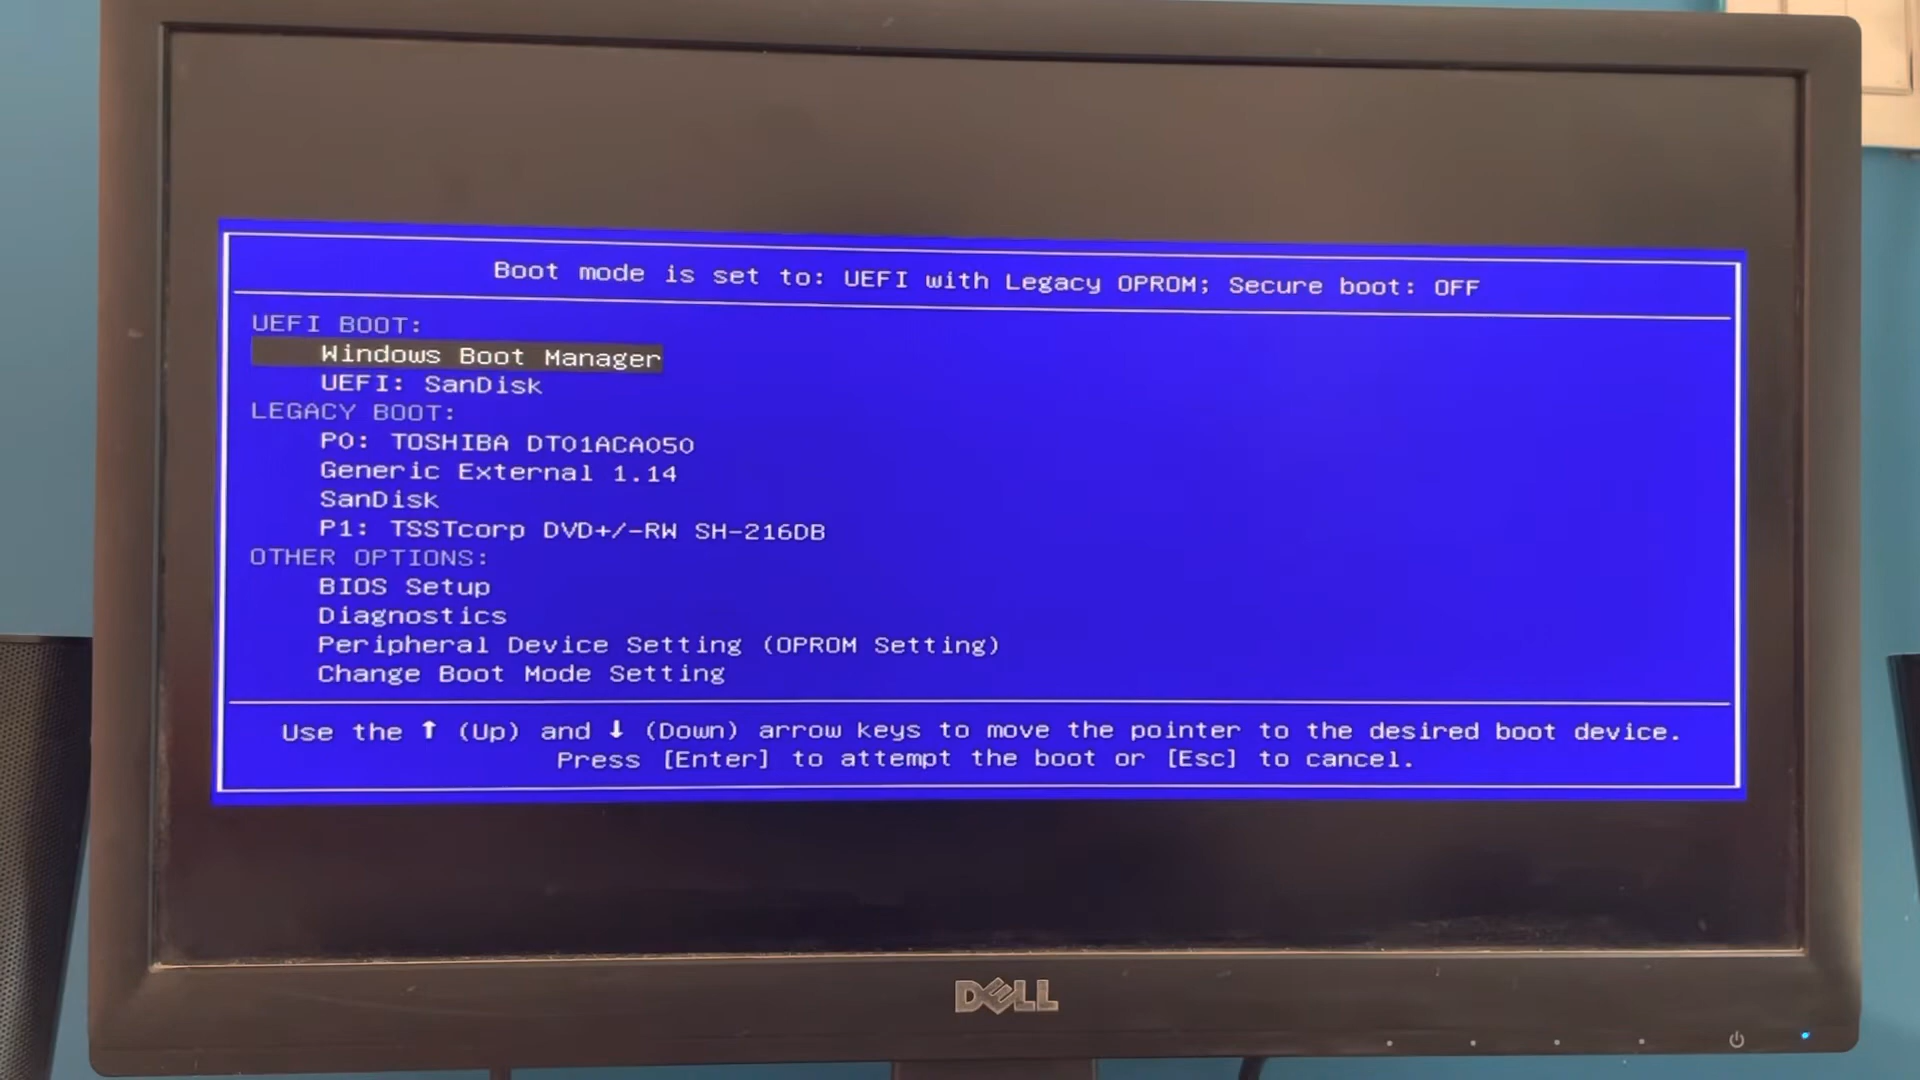 Boot mode is set to: UEFI with Legacy OPROM; Secure boot: OFF
UEFI BOOT:
Windows Boot Manager
UEFI: SanDisk
LEGACY BOOT:
P0: TOSHIBA DT01ACA050
Generic External 1.14
SanDisk
P1: TSSTcorp DVD+/-RW SH-216DB
OTHER OPTIONS:
BIOS Setup
Diagnostics
Peripheral Device Setting (OPROM Setting)
Change Boot Mode Setting
Use the ↑ (Up) and ↓ (Down) arrow keys to move the pointer to the desired boot device.
Press [Enter] to attempt the boot or [Esc] to cancel.
DELL